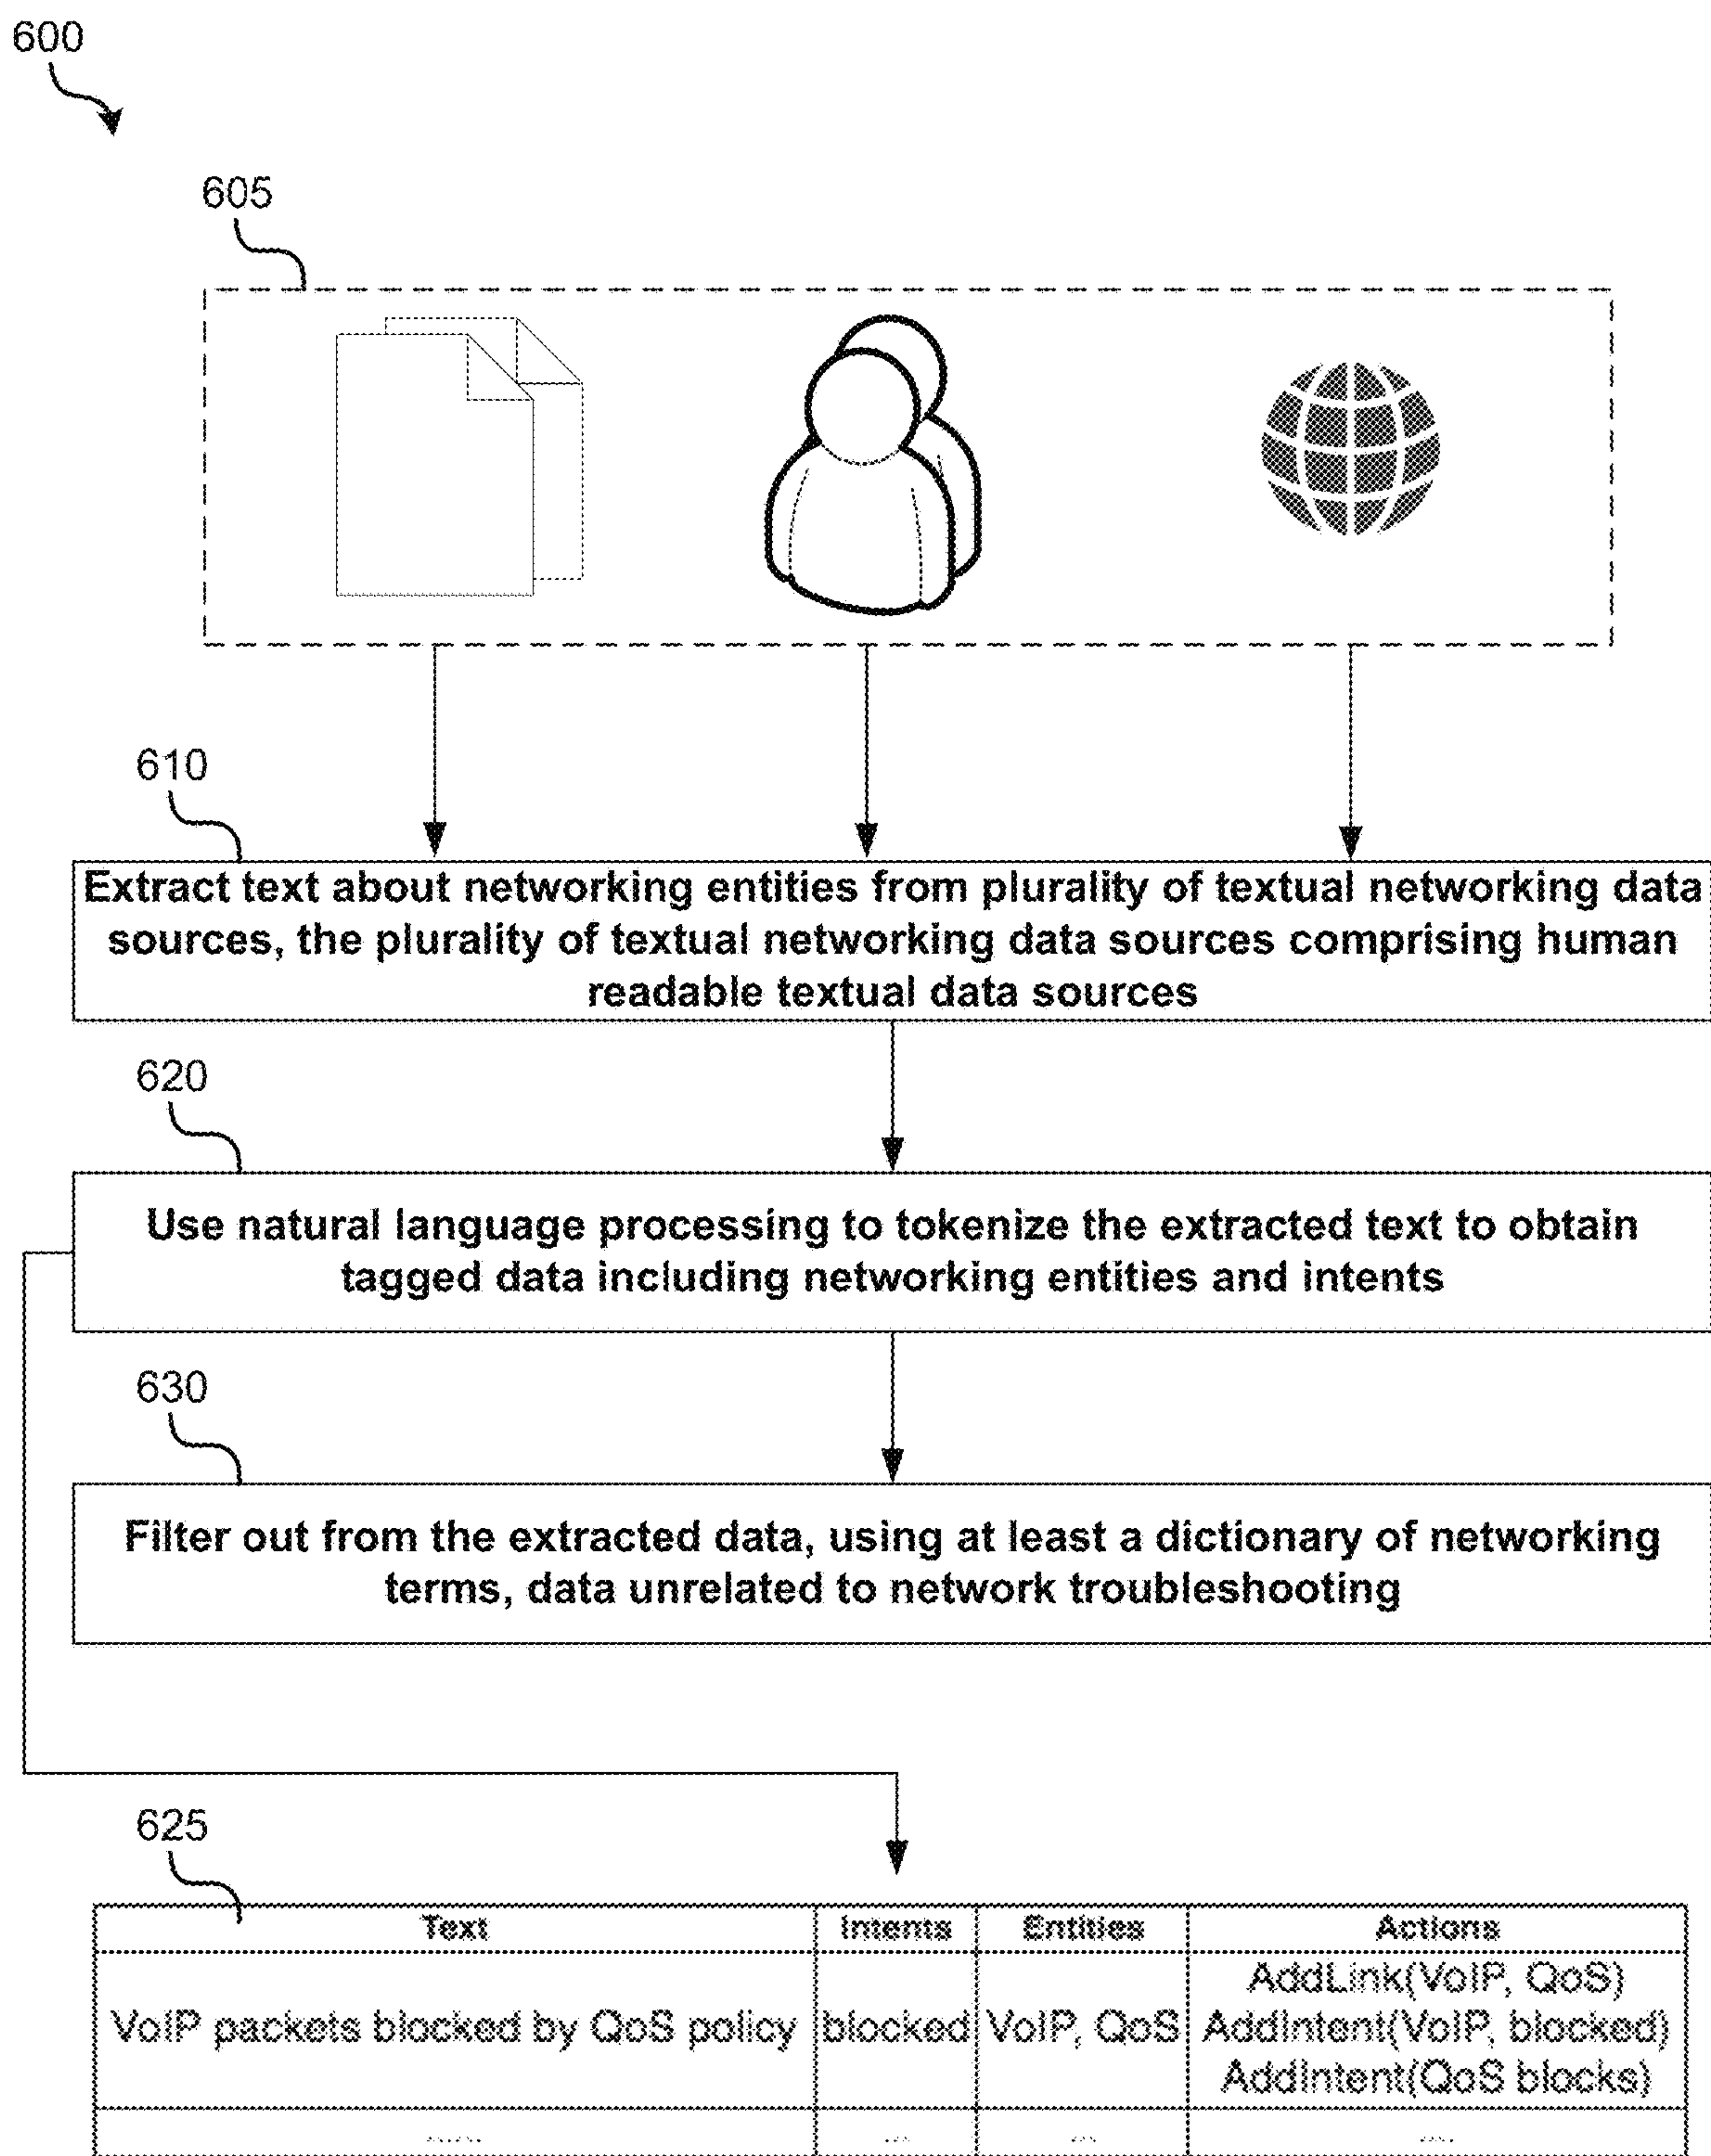 600
605
610
Extract text about networking entities from plurality of textual networking data
sources, the plurality of textual networking data sources comprising human
readable textual data sources
620
Use natural language processing to tokenize the extracted text to obtain
tagged data including networking entities and intents
630
Filter out from the extracted data, using at least a dictionary of networking
terms, data unrelated to network troubleshooting
625
Text Intents Entities Actions
AddLink(VoIP, QoS)
VoIP packets blocked by QoS policy blocked VoIP, QoS AddIntent(VoIP, blocked)
AddIntent(QoS blocks)
..... ... ... ....